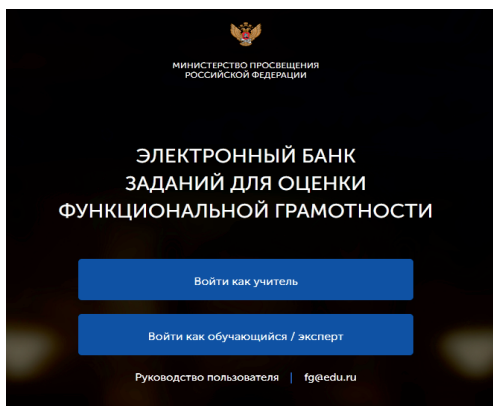 МИНИСТЕРСТВО ПРОСВЕЩЕНИЯ
РОССИЙСКОЙ ФЕДЕРАЦИИ
ЭЛЕКТРОННЫЙ БАНК
ЗАДАНИЙ ДЛЯ ОЦЕНКИ
ФУНКЦИОНАЛЬНОЙ ГРАМОТНОСТИ
Войти как учитель
Войти как обучающийся / эксперт
Руководство пользователя | fg@edu.ru